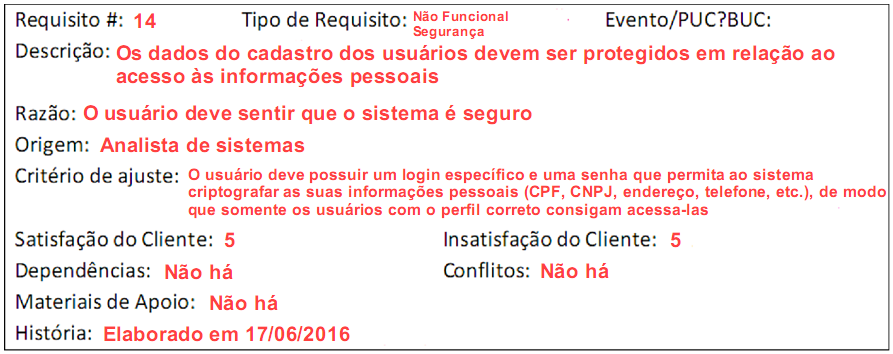 Requisito #: 14 Tipo de Requisito: Não Funcional Segurança Evento/PUC?BUC:
Descrição: Os dados do cadastro dos usuários devem ser protegidos em relação ao
acesso às informações pessoais
Razão: O usuário deve sentir que o sistema é seguro
Origem: Analista de sistemas
Critério de ajuste: O usuário deve possuir um login específico e uma senha que permita ao sistema
criptografar as suas informações pessoais (CPF, CNPJ, endereço, telefone, etc.), de modo
que somente os usuários com o perfil correto consigam acessa-las
Satisfação do Cliente: 5 Insatisfação do Cliente: 5
Dependências: Não há Conflitos: Não há
Materiais de Apoio: Não há
História: Elaborado em 17/06/2016